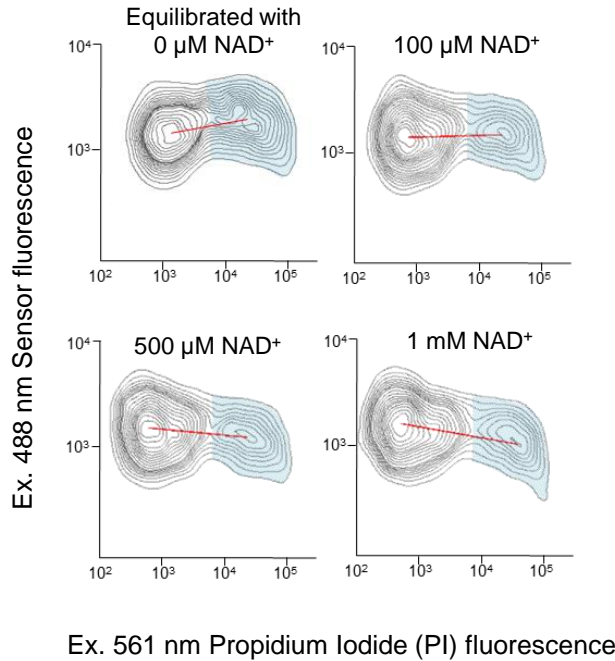 Equilibrated with
0 µM NAD⁺
100 µM NAD⁺
10⁴
10³
10² 10³ 10⁴ 10⁵
10⁴
10³
10² 10³ 10⁴ 10⁵
500 µM NAD⁺
1 mM NAD⁺
10⁴
10³
10² 10³ 10⁴ 10⁵
10⁴
10³
10² 10³ 10⁴ 10⁵
Ex. 488 nm Sensor fluorescence
Ex. 561 nm Propidium Iodide (PI) fluorescence